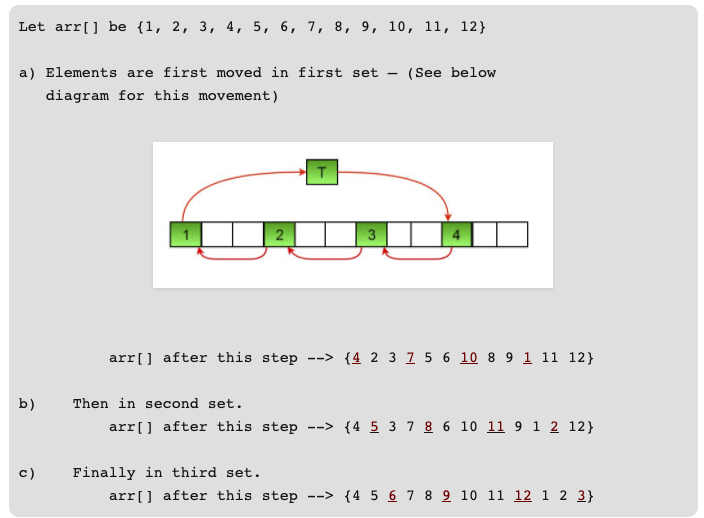 Let arr[] be {1, 2, 3, 4, 5, 6, 7, 8, 9, 10, 11, 12}
a) Elements are first moved in first set – (See below
diagram for this movement)
T
1 2 3 4
arr[] after this step --> {4 2 3 7 5 6 10 8 9 1 11 12}
b) Then in second set.
arr[] after this step --> {4 5 3 7 8 6 10 11 9 1 2 12}
c) Finally in third set.
arr[] after this step --> {4 5 6 7 8 9 10 11 12 1 2 3}